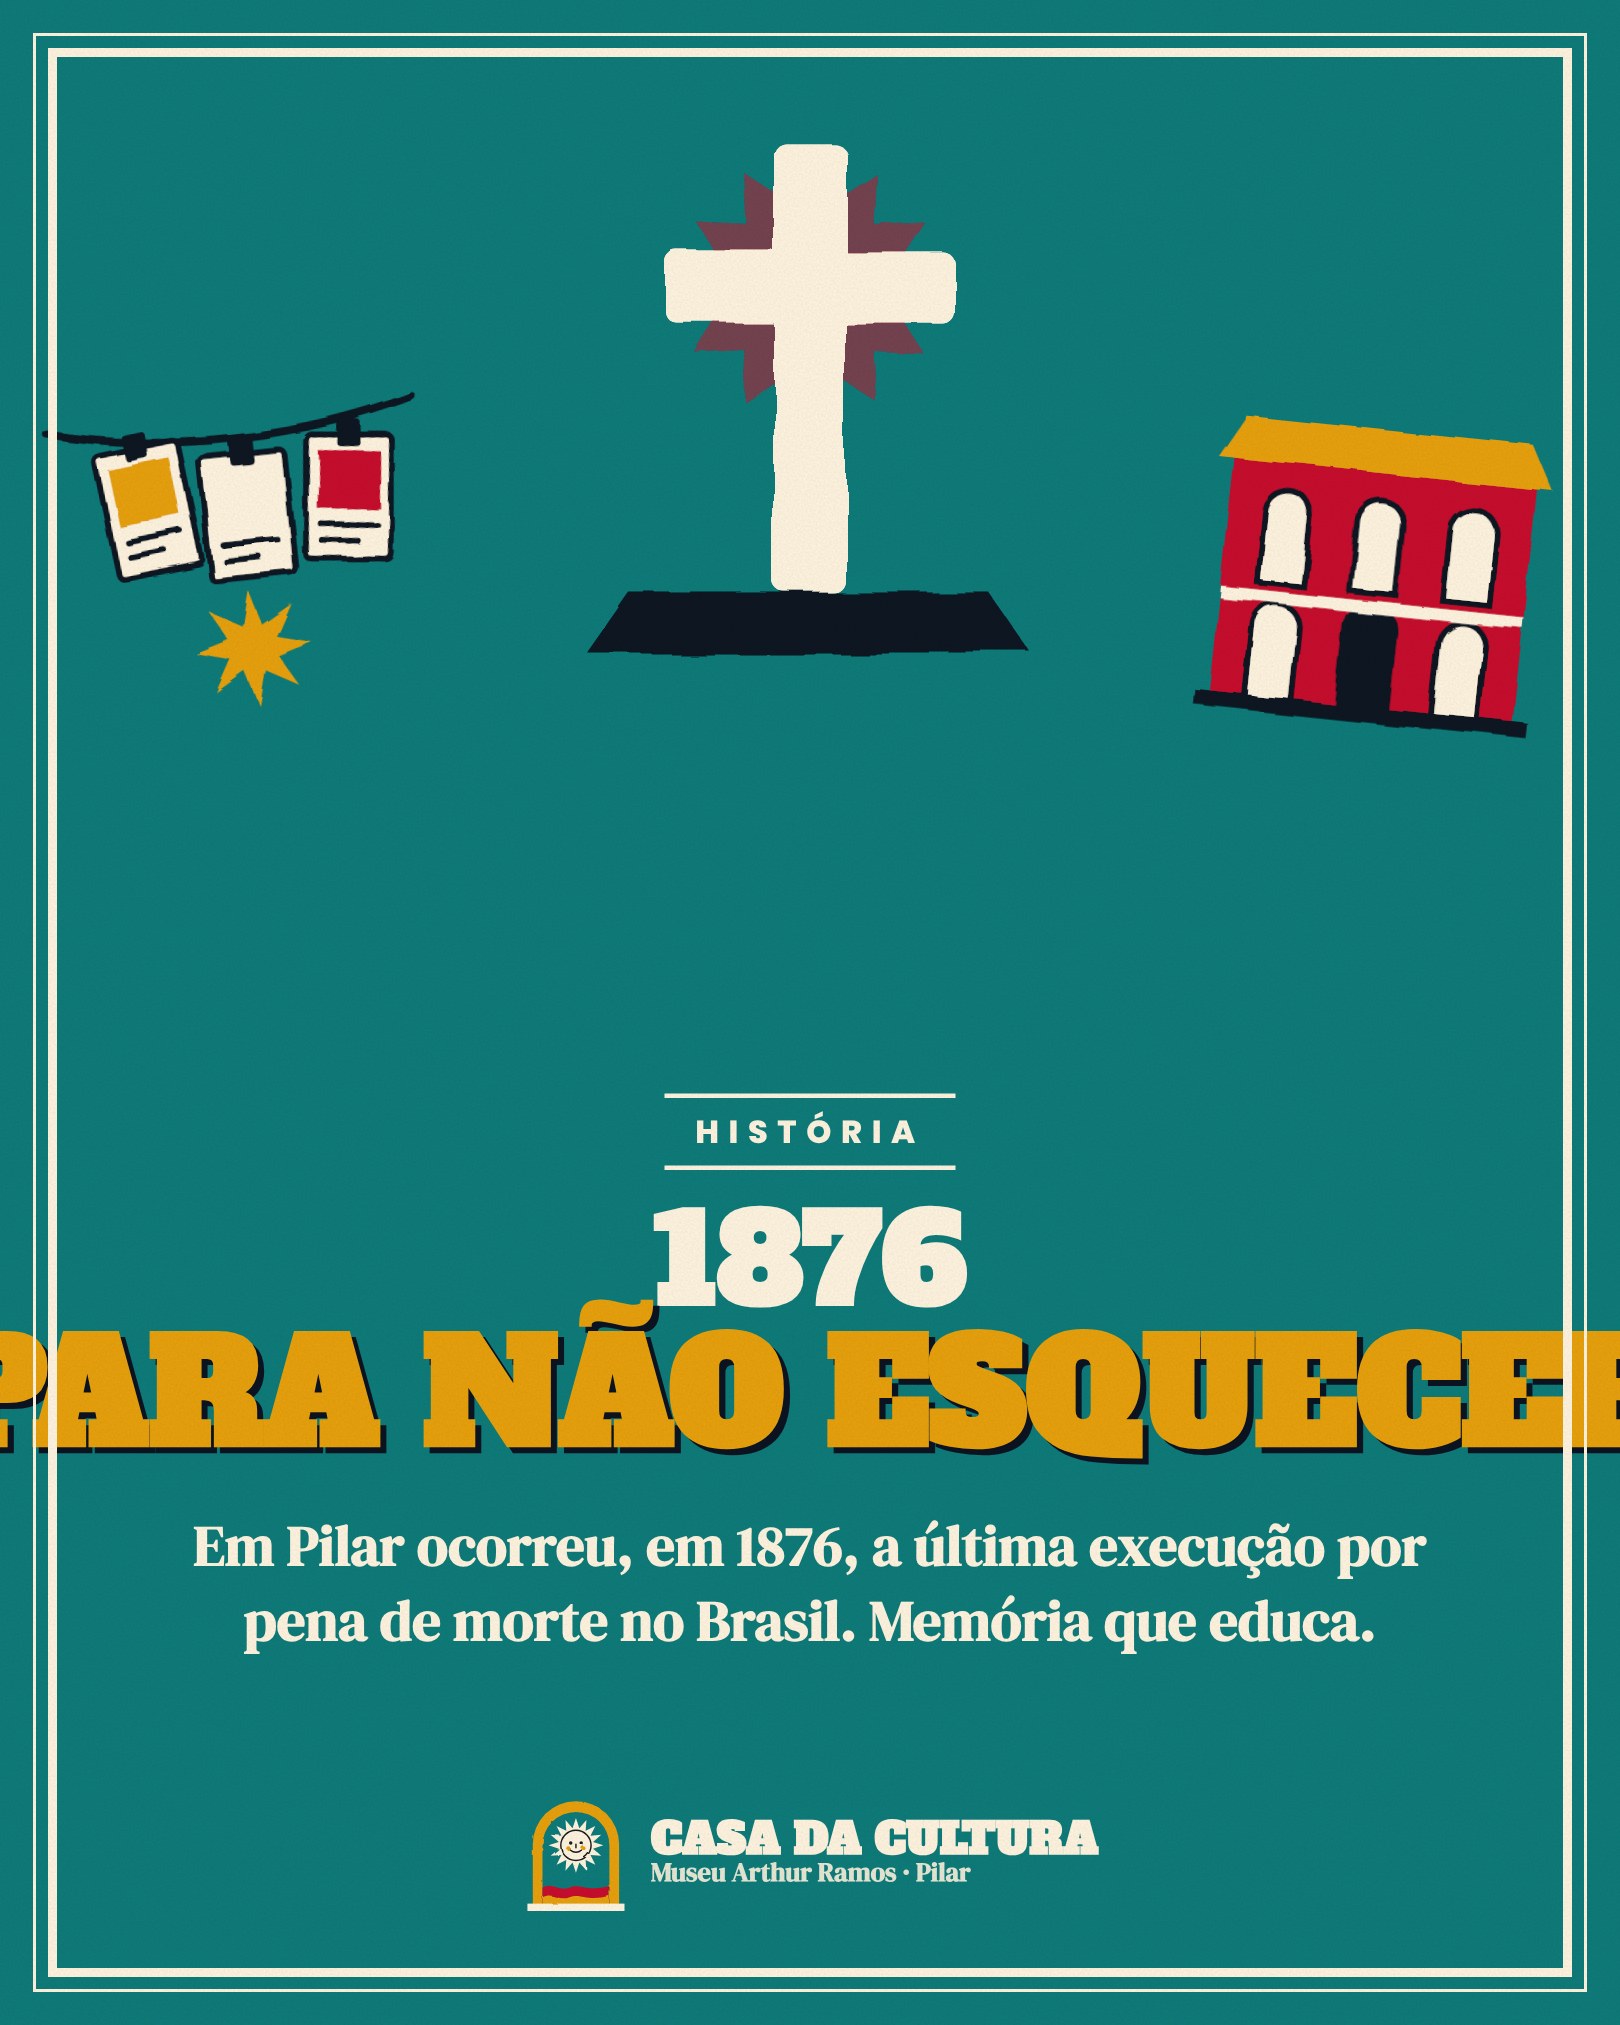 HISTÓRIA
1876
PARA NÃO ESQUECE
Em Pilar ocorreu, em 1876, a última execução por
pena de morte no Brasil. Memória que educa.
CASA DA CULTURA
Museu Arthur Ramos · Pilar